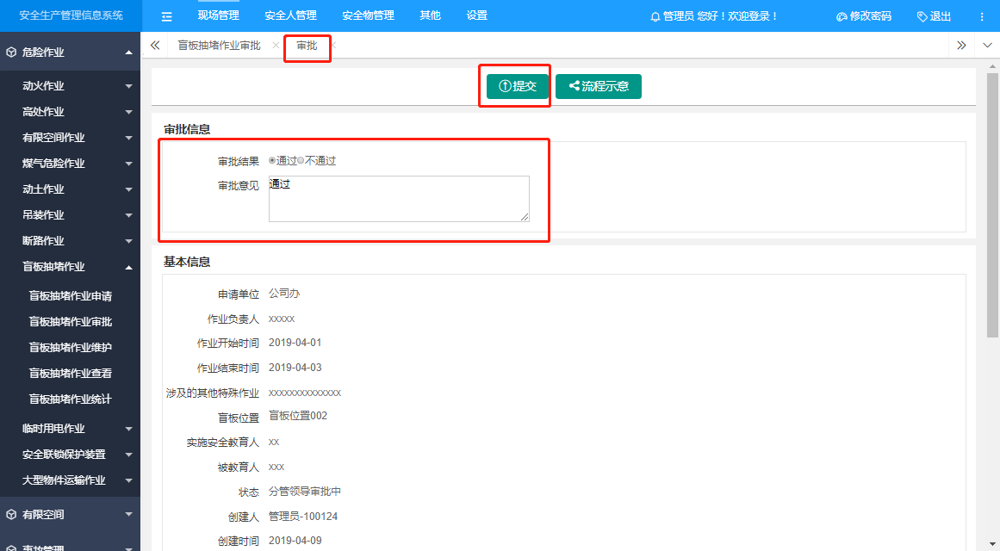 安全生产管理信息系统
现场管理 安全人管理 安全物管理 其他 设置
管理员 您好！欢迎登录！ 修改密码 退出
危险作业
动火作业
高处作业
有限空间作业
煤气危险作业
动土作业
吊装作业
断路作业
盲板抽堵作业
盲板抽堵作业申请
盲板抽堵作业审批
盲板抽堵作业维护
盲板抽堵作业查看
盲板抽堵作业统计
临时用电作业
安全联锁保护装置
大型物件运输作业
有限空间
事故管理
盲板抽堵作业审批 审批
提交 流程示意
审批信息
审批结果 通过 不通过
审批意见 通过
基本信息
申请单位 公司办
作业负责人 xxxxx
作业开始时间 2019-04-01
作业结束时间 2019-04-03
涉及的其他特殊作业 xxxxxxxxxxxxxx
盲板位置 盲板位置002
实施安全教育人 xx
被教育人 xxx
状态 分管领导审批中
创建人 管理员-100124
创建时间 2019-04-09